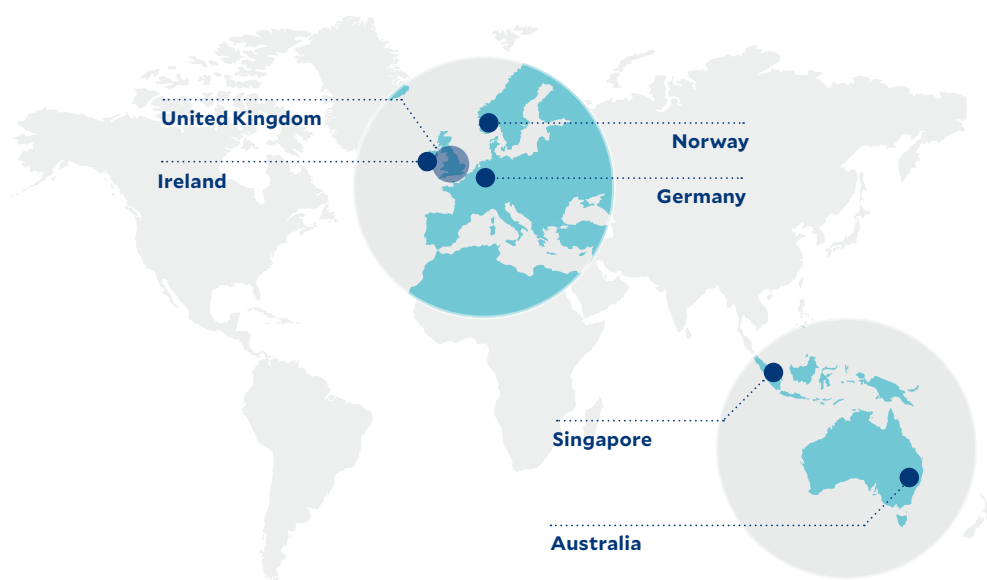 United Kingdom
Norway
Ireland
Germany
Singapore
Australia